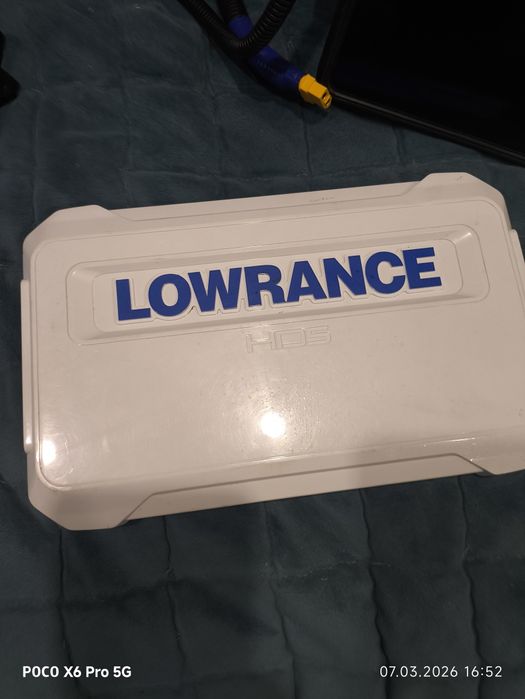 LOWRANCE
HDS
POCO X6 Pro 5G
07.03.2026 16:52